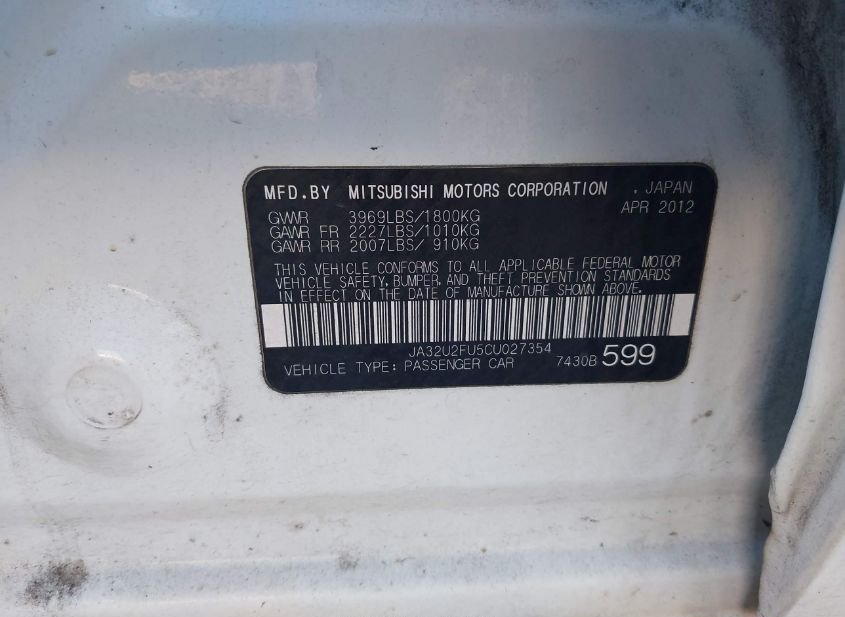 MFD.BY MITSUBISHI MOTORS CORPORATION . JAPAN
APR 2012
GVWR 3969LBS/1800KG
GAWR FR 2227LBS/1010KG
GAWR RR 2007LBS/ 910KG
THIS VEHICLE CONFORMS TO ALL APPLICABLE FEDERAL MOTOR
VEHICLE SAFETY, BUMPER, AND THEFT PREVENTION STANDARDS
IN EFFECT ON THE DATE OF MANUFACTURE SHOWN ABOVE.
JA32U2FU5CU027354
VEHICLE TYPE: PASSENGER CAR 7430B 599